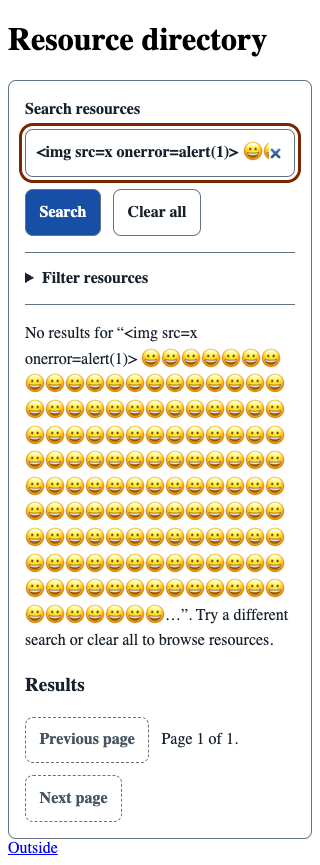 Resource directory
Search resources
<img src=x onerror=alert(1)> 😀
Search
Clear all
Filter resources
No results for “<img src=x
onerror=alert(1)> 😀😀😀😀😀😀😀
😀😀😀😀😀😀😀😀😀😀😀😀😀
😀😀😀😀😀😀😀😀😀😀😀😀😀
😀😀😀😀😀😀😀😀😀😀😀😀😀
😀😀😀😀😀😀😀😀😀😀😀😀😀
😀😀😀😀😀😀😀😀😀😀😀😀😀
😀😀😀😀😀😀😀😀😀😀😀😀😀
😀😀😀😀😀😀😀😀😀😀😀😀😀
😀😀😀😀😀😀😀😀😀😀😀😀😀
😀😀😀😀😀😀😀😀😀😀😀😀😀
😀😀😀😀😀😀😀…”. Try a different
search or clear all to browse resources.
Results
Previous page
Page 1 of 1.
Next page
Outside